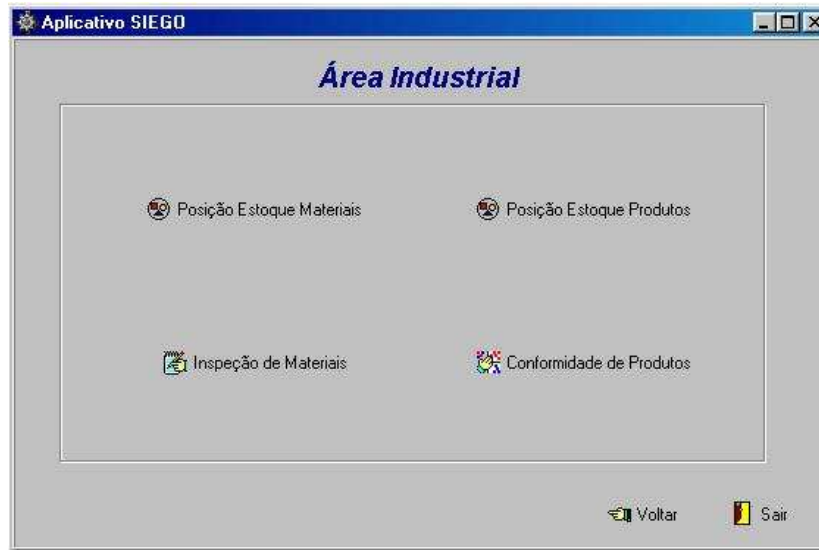 Aplicativo SIEGO
Área Industrial
Posição Estoque Materiais
Posição Estoque Produtos
Inspeção de Materiais
Conformidade de Produtos
Voltar
Sair